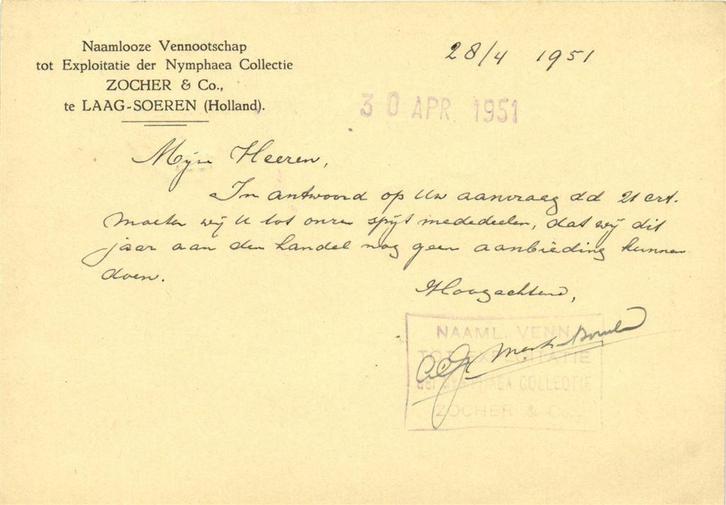 Naamlooze Vennootschap
tot Exploitatie der Nymphaea Collectie
ZOCHER & Co.,
te LAAG-SOEREN (Holland).
28/4 1951
30 APR. 1951
Mijne Heeren,
In antwoord op Uw aanvraag dd 21 crt.
moeten wij U tot onzen spijt mededeelen, dat wij dit
jaar aan den handel nog geen aanbieding kunnen
doen.
Hoogachtend,
NAAML. VENN.
TOT EXPLOITATIE
der NYMPHAEA COLLECTIE
ZOCHER & Co.